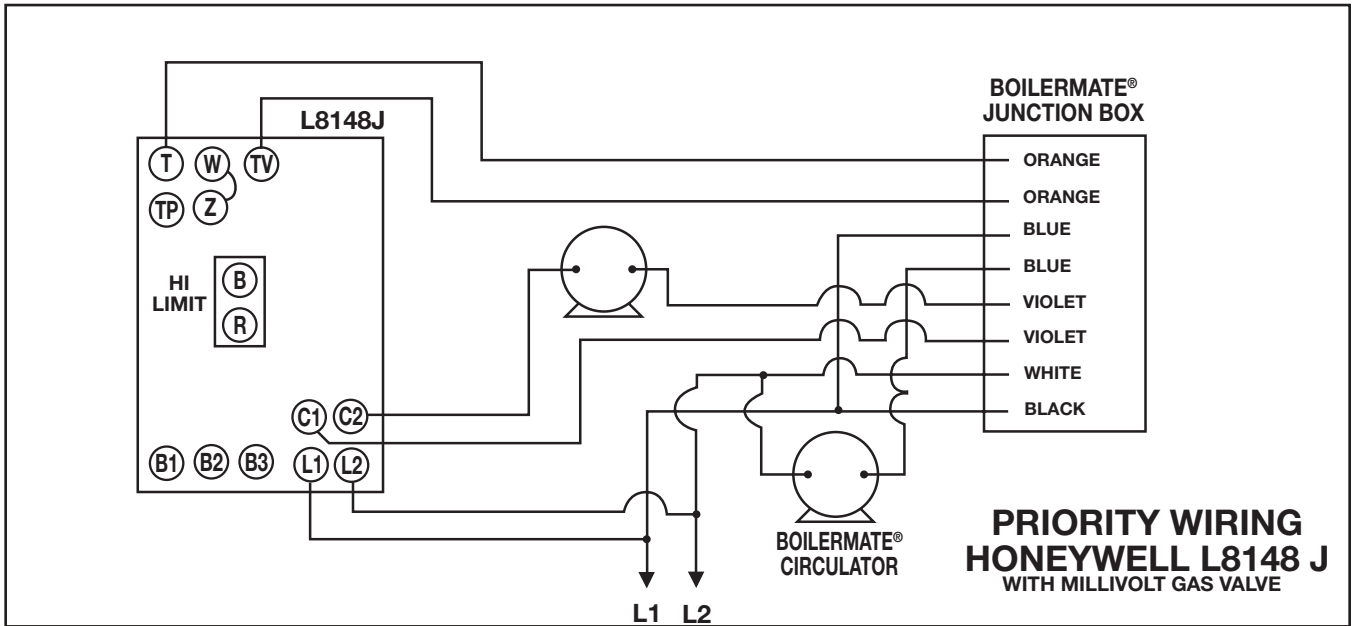 L8148J
T
W
TV
TP
Z
HI
LIMIT
B
R
C1
C2
B1
B2
B3
L1
L2
BOILERMATE®
JUNCTION BOX
ORANGE
ORANGE
BLUE
BLUE
VIOLET
VIOLET
WHITE
BLACK
BOILERMATE®
CIRCULATOR
L1
L2
PRIORITY WIRING
HONEYWELL L8148 J
WITH MILLIVOLT GAS VALVE